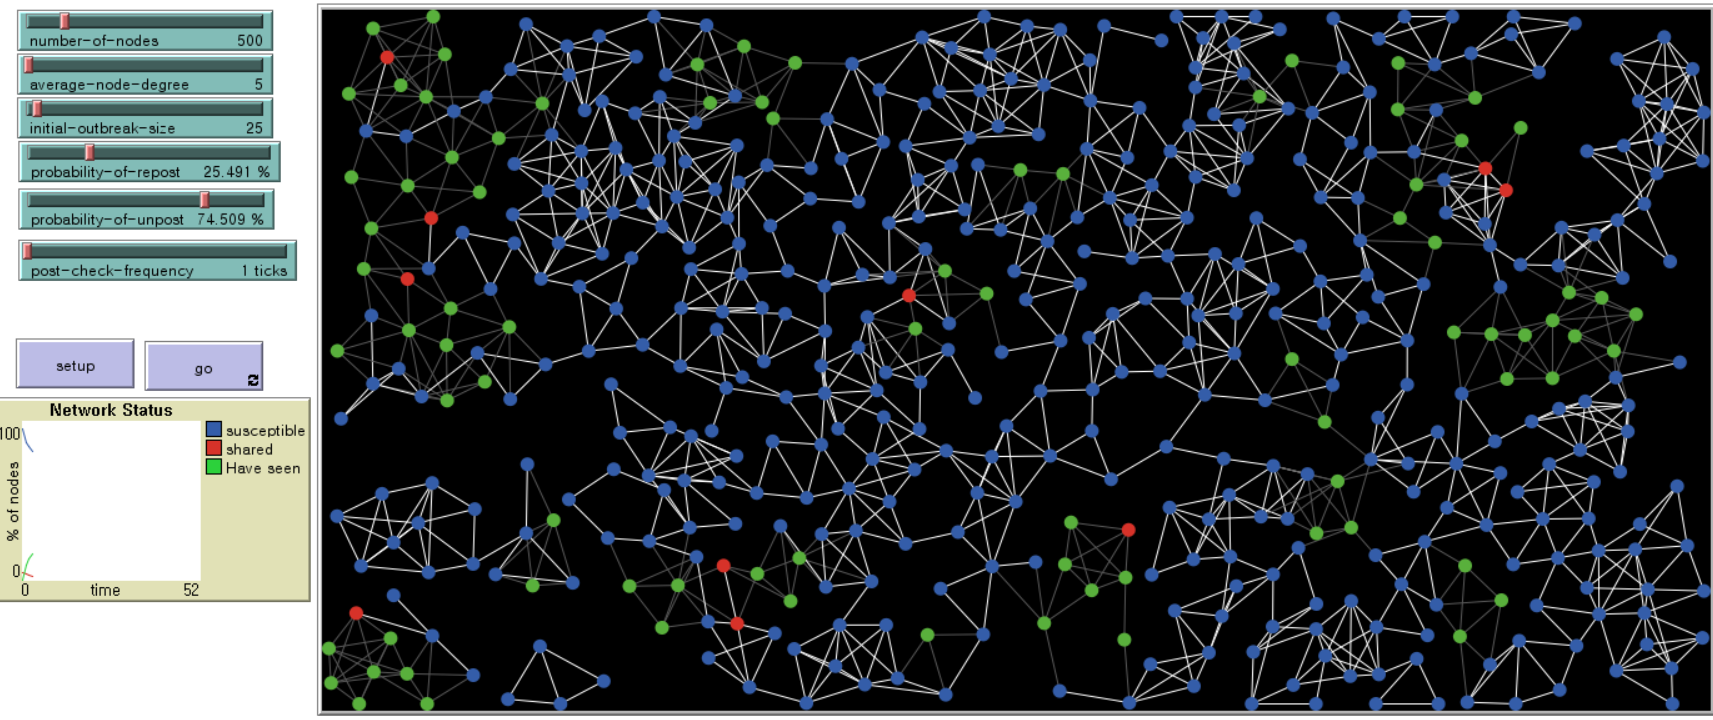 number-of-nodes 500
average-node-degree 5
initial-outbreak-size 25
probability-of-repost 25.491 %
probability-of-unpost 74.509 %
post-check-frequency 1 ticks
setup
go
Network Status
100
% of nodes
0
0 time 52
susceptible
shared
Have seen